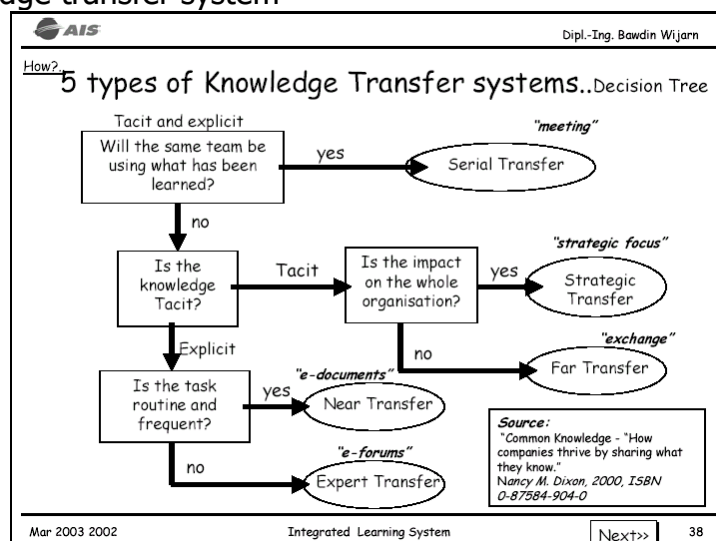 dge transfer system
AIS
Dipl.-Ing. Bawdin Wijarn
How?..
5 types of Knowledge Transfer systems..Decision Tree
Tacit and explicit
Will the same team be
using what has been
learned?
yes
"meeting"
Serial Transfer
no
Is the
knowledge
Tacit?
Tacit
Is the impact
on the whole
organisation?
yes
"strategic focus"
Strategic
Transfer
no
"exchange"
Far Transfer
Explicit
Is the task
routine and
frequent?
yes
"e-documents"
Near Transfer
no
"e-forums"
Expert Transfer
Source:
"Common Knowledge - "How
companies thrive by sharing what
they know."
Nancy M. Dixon, 2000, ISBN
0-87584-904-0
Mar 2003 2002
Integrated Learning System
Next>>
38